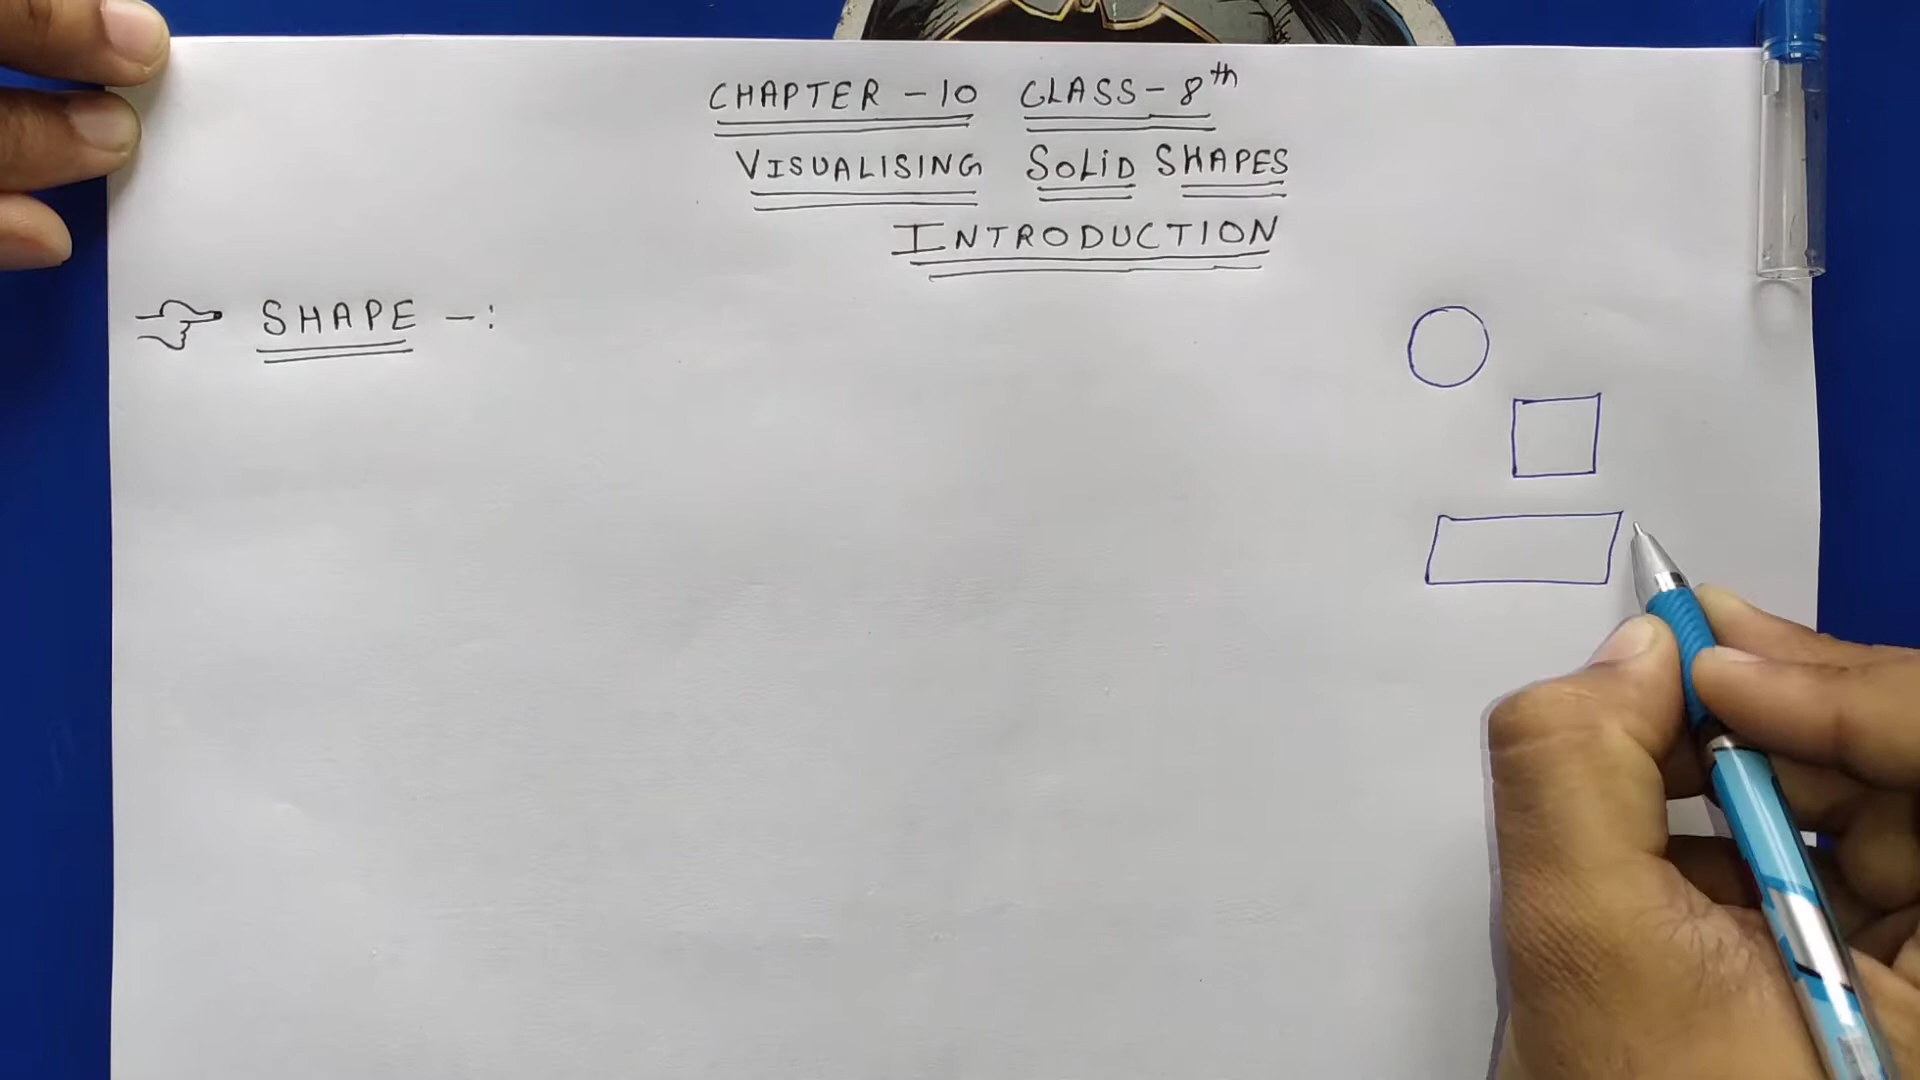 CHAPTER - 10 CLASS - 8th
VISUALISING SOLiD SHAPES
INTRODUCTION
SHAPE -: